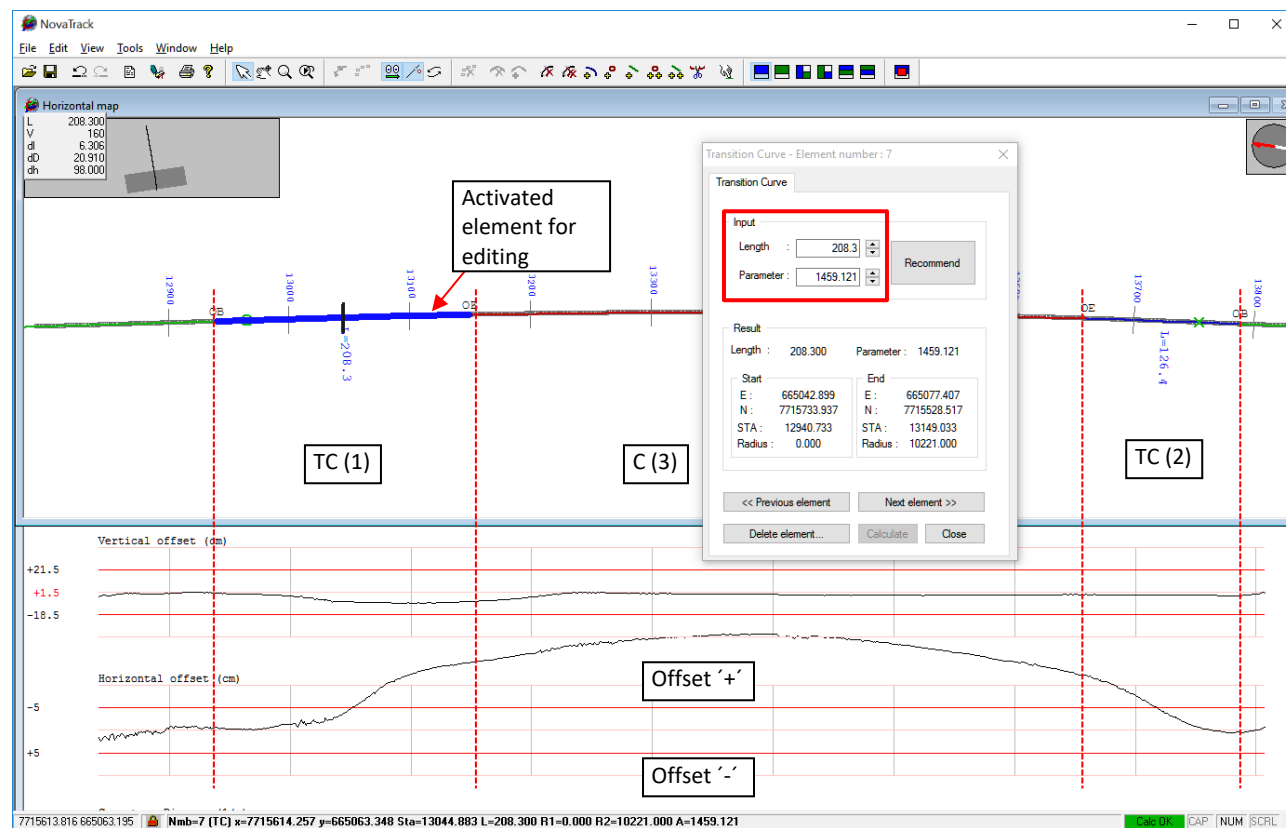 NovaTrack
File Edit View Tools Window Help
Horizontal map
L 208.300
V 160
dl 6.306
dD 20.910
dh 98.000
Activated
element for
editing
12900
13000
13100
13200
13300
13700
13800
OB
OE
OE
OB
L=126.4
=208.3
TC (1)
C (3)
TC (2)
Transition Curve - Element number: 7
Transition Curve
Input
Length : 208.3
Parameter : 1459.121
Recommend
Result
Length : 208.300 Parameter : 1459.121
Start
E : 665042.899
N : 7715733.937
STA : 12940.733
Radius : 0.000
End
E : 665077.407
N : 7715528.517
STA : 13149.033
Radius : 10221.000
<< Previous element
Next element >>
Delete element...
Calculate
Close
Vertical offset (cm)
+21.5
+1.5
-18.5
Horizontal offset (cm)
-5
+5
Offset ´+´
Offset ´-´
7715613.816 665063.195 Nmb=7 (TC) x=7715614.257 y=665063.348 Sta=13044.883 L=208.300 R1=0.000 R2=10221.000 A=1459.121
Calc OK CAP NUM SCRL